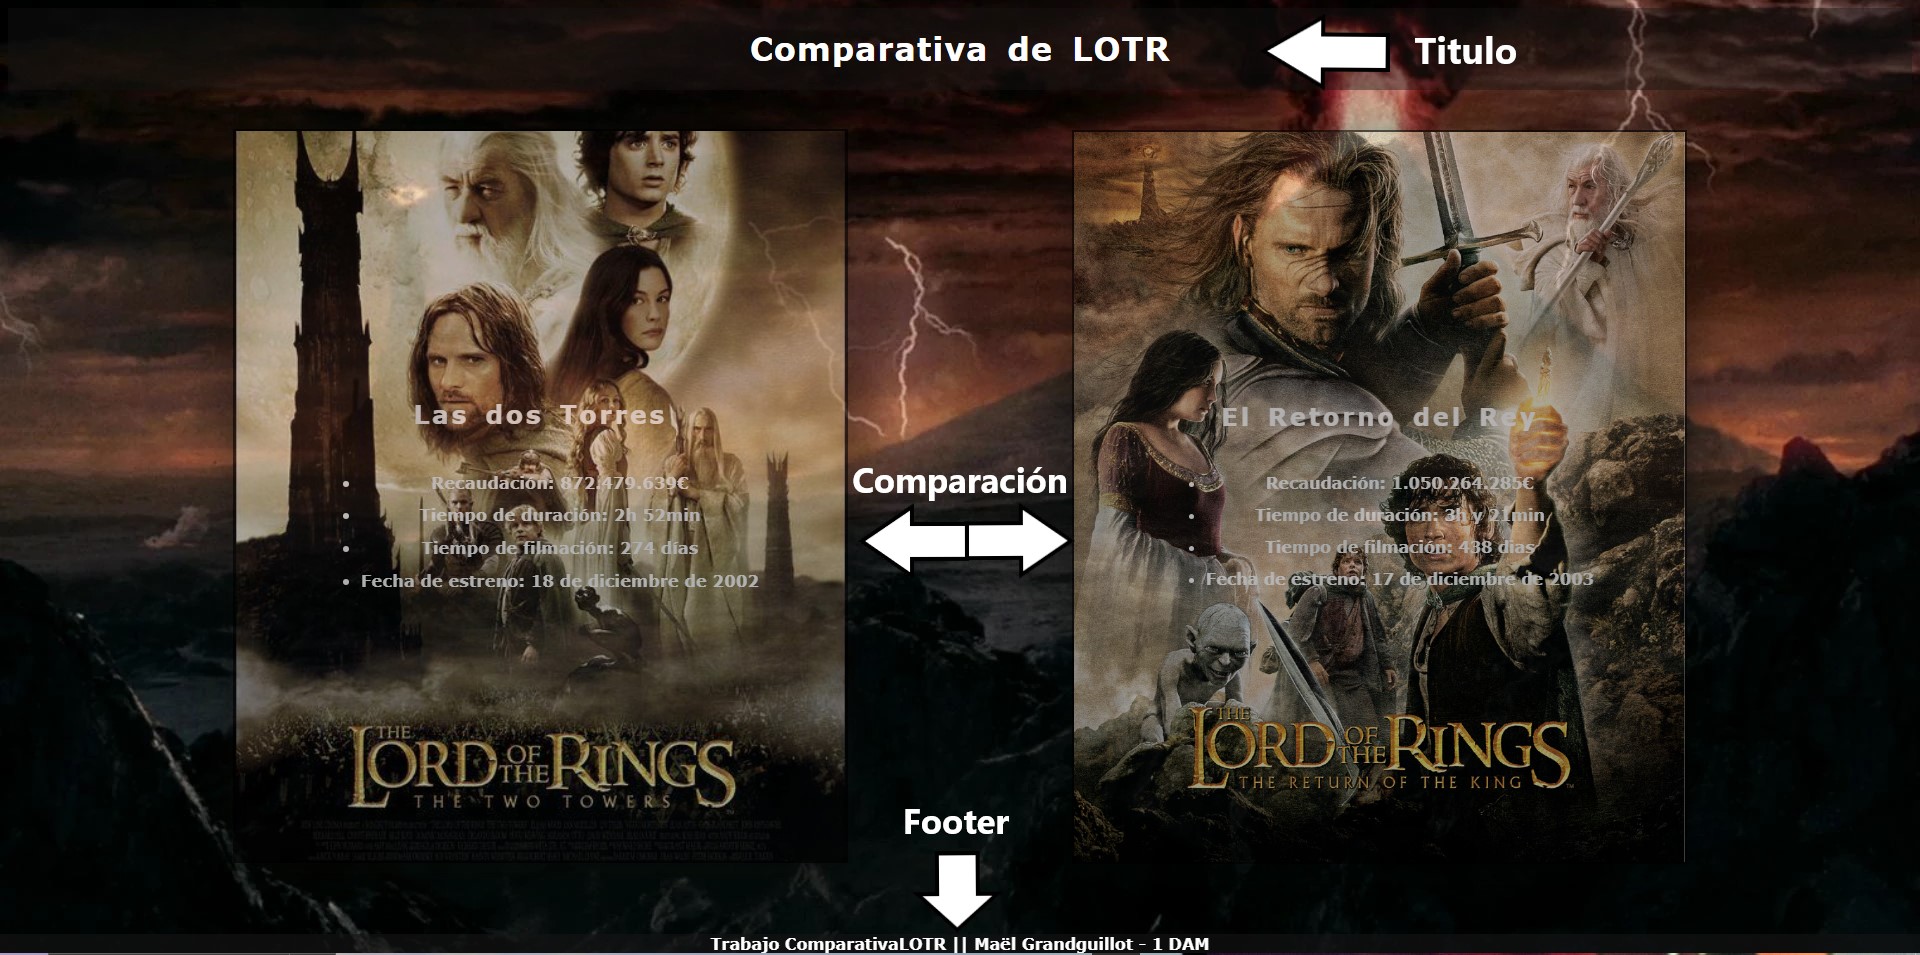 Comparativa de LOTR
Titulo
Las dos Torres
Recaudación: 872.479.639€
Tiempo de duración: 2h 52min
Tiempo de filmación: 274 días
Fecha de estreno: 18 de diciembre de 2002
THE LORD OF THE RINGS
THE TWO TOWERS
Comparación
El Retorno del Rey
Recaudación: 1.050.264.285€
Tiempo de duración: 3h y 21min
Tiempo de filmación: 438 dias
Fecha de estreno: 17 de diciembre de 2003
THE LORD OF THE RINGS
THE RETURN OF THE KING
Footer
Trabajo ComparativaLOTR || Maël Grandguillot - 1 DAM